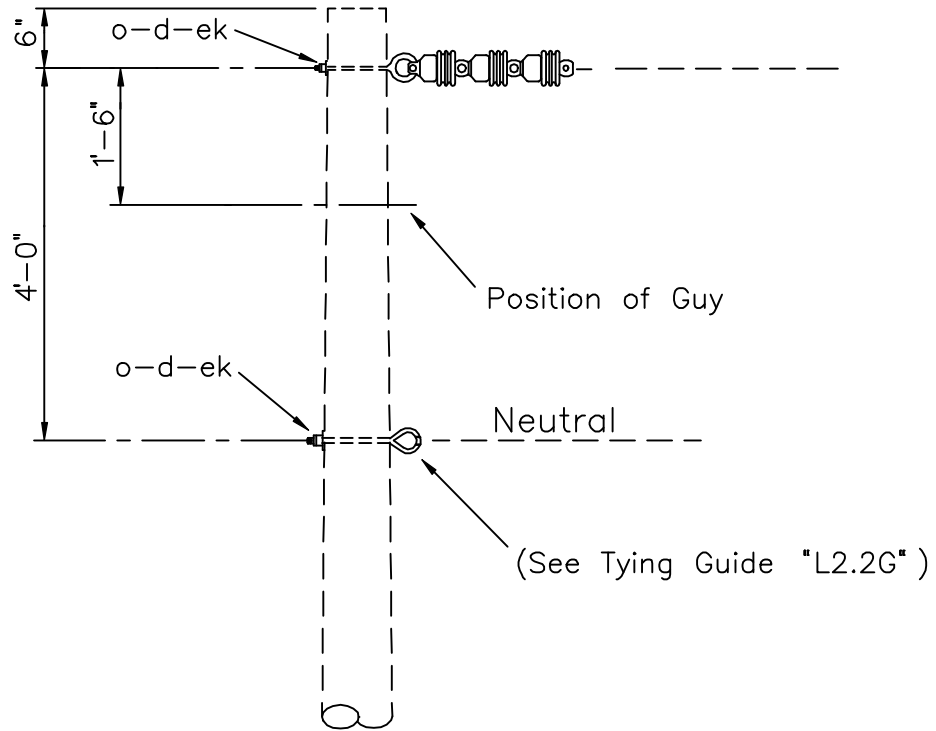 6"
o-d-ek
1'-6"
4'-0"
Position of Guy
o-d-ek
Neutral
(See Tying Guide "L2.2G")